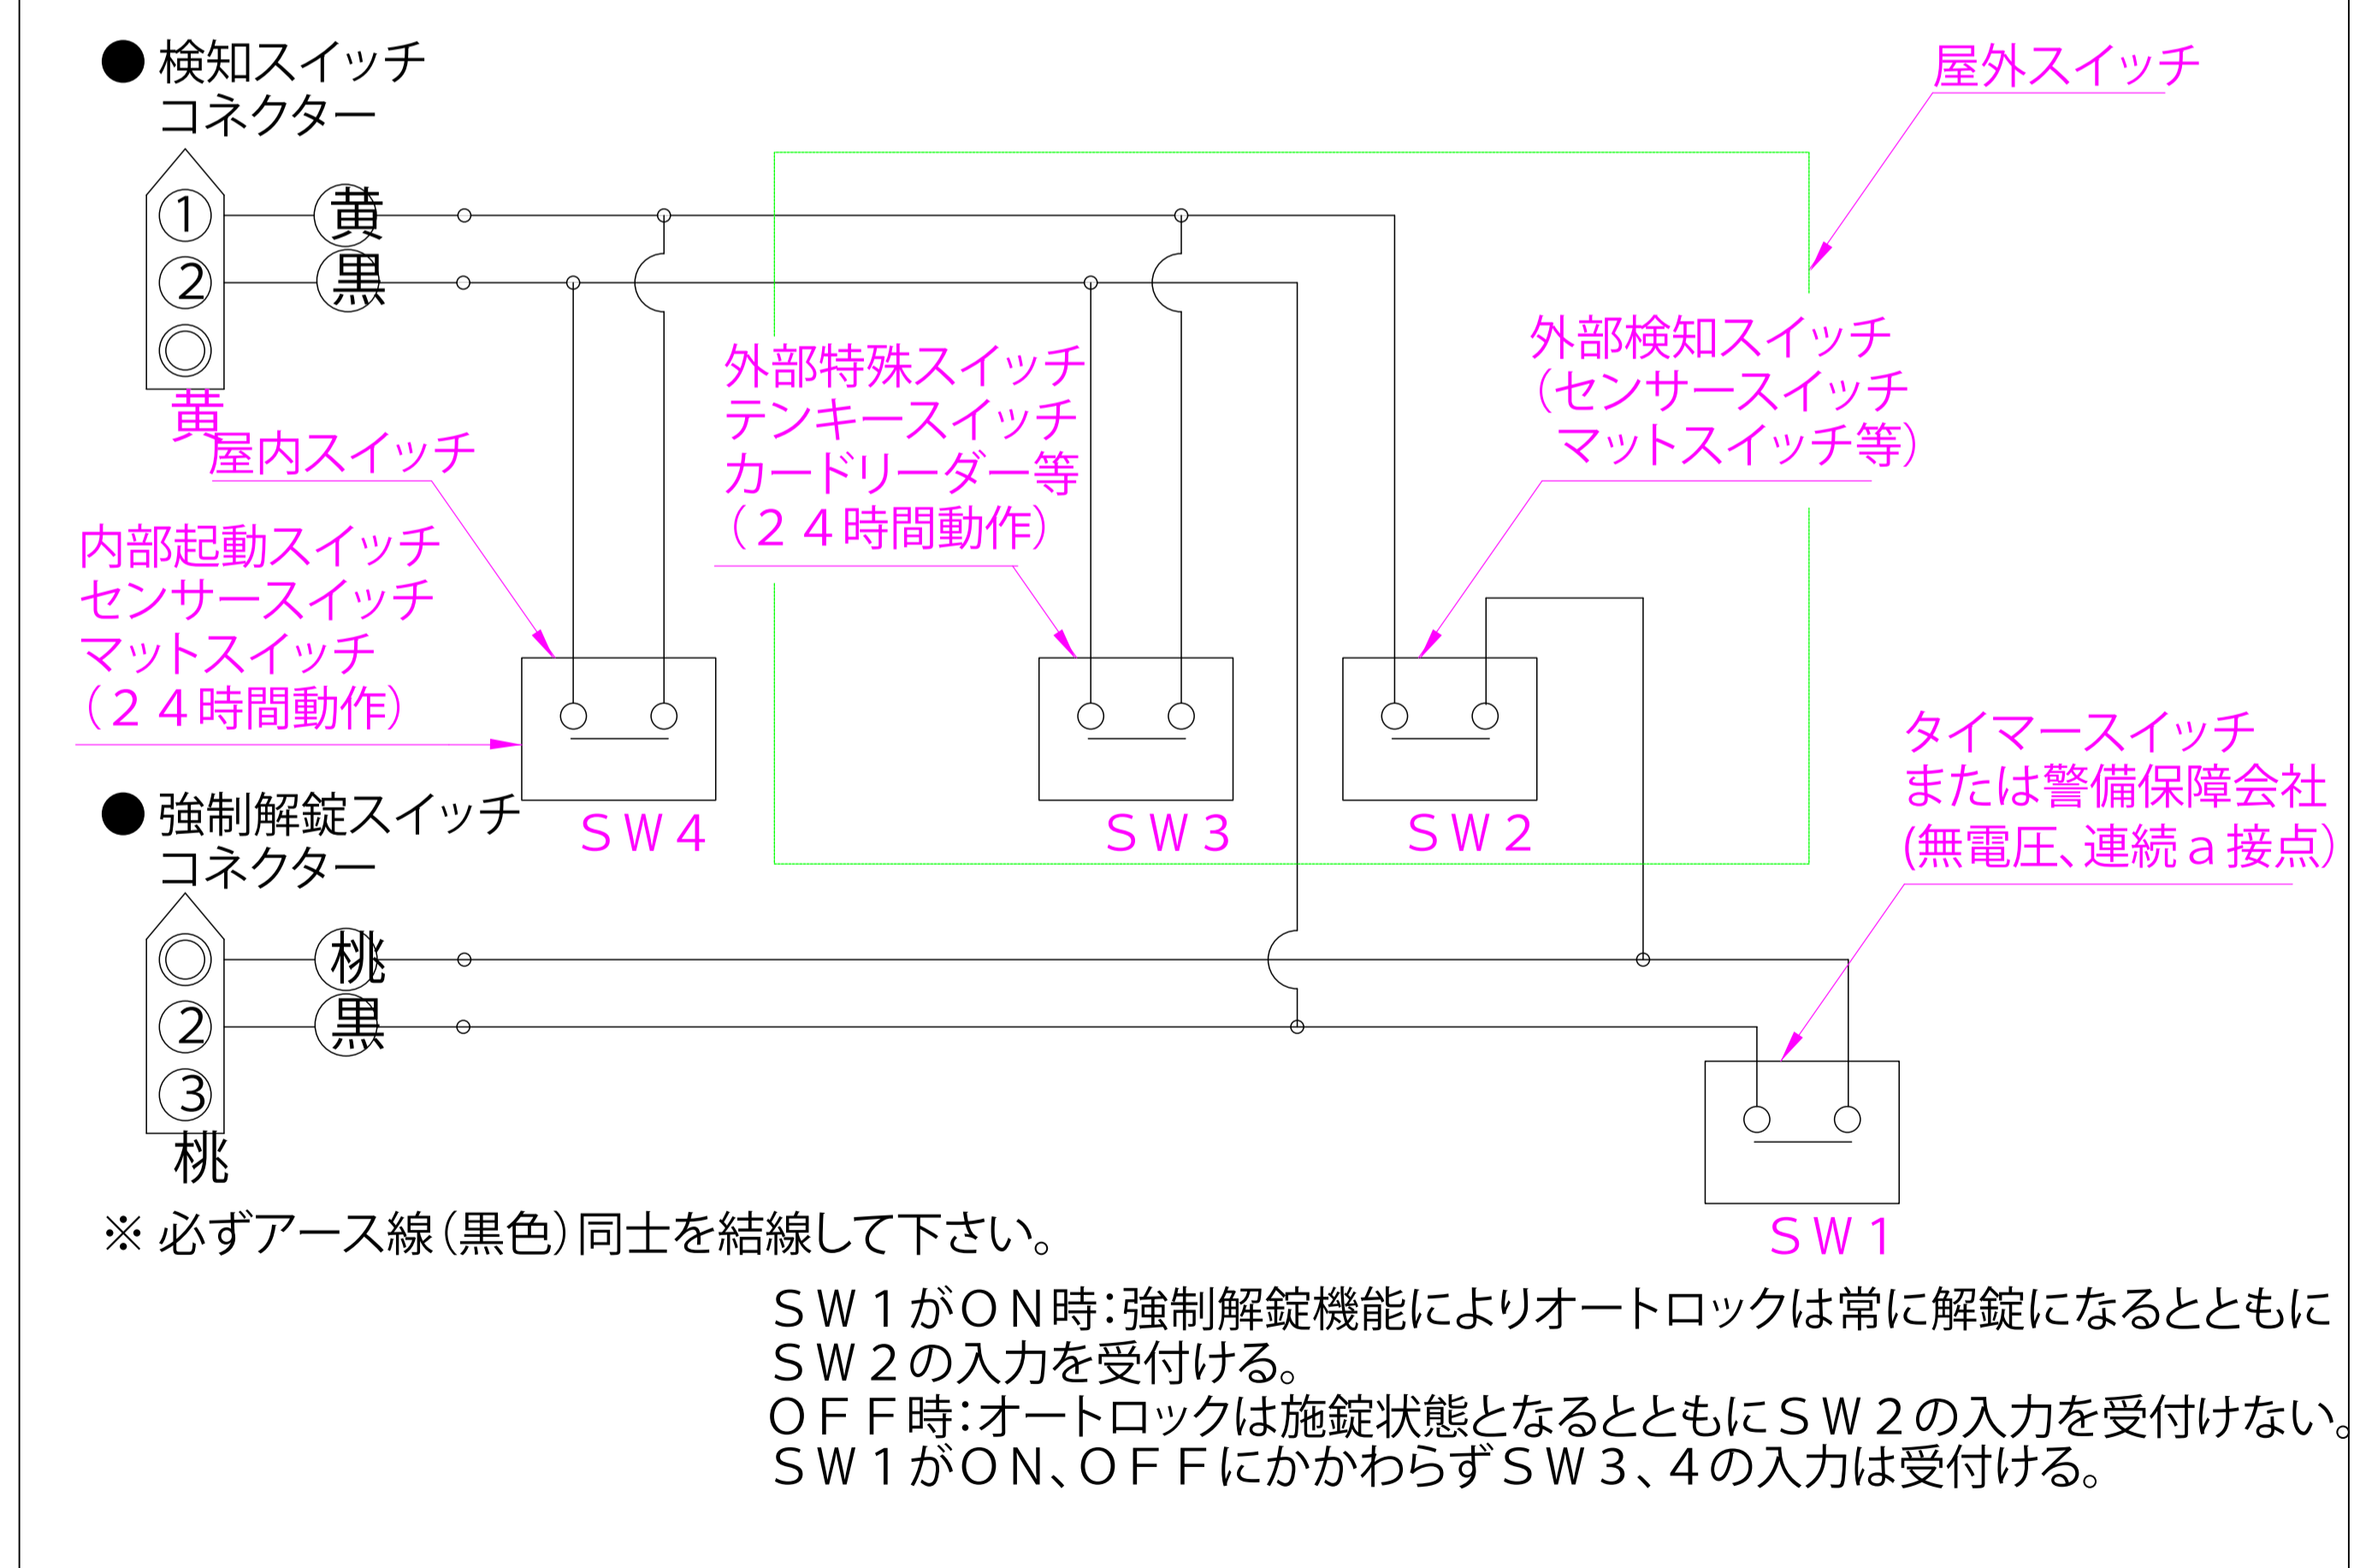 ●検知スイッチ
コネクター
1
黄
2
黒
黄
屋外スイッチ
外部検知スイッチ
(センサースイッチ
マットスイッチ等)
外部特殊スイッチ
テンキースイッチ
カードリーダー等
(24時間動作)
屋内スイッチ
内部起動スイッチ
センサースイッチ
マットスイッチ
(24時間動作)
SW4
SW3
SW2
タイマースイッチ
または警備保障会社
(無電圧、連続a接点)
●強制解錠スイッチ
コネクター
桃
2
黒
3
桃
SW1
※必ずアース線(黒色)同士を結線して下さい。
SW1がON時:強制解錠機能によりオートロックは常に解錠になるとともに
SW2の入力を受付ける。
OFF時:オートロックは施錠状態となるとともにSW2の入力を受付けない。
SW1がON、OFFにかかわらずSW3、4の入力は受付ける。